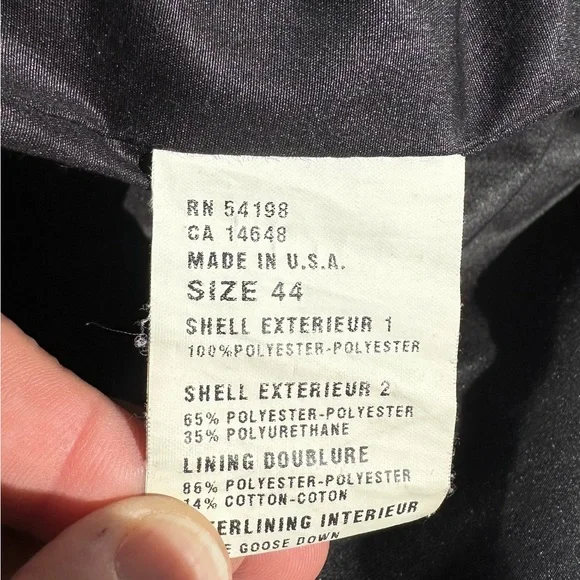 RN 54198
CA 14648
MADE IN U.S.A.
SIZE 44
SHELL EXTERIEUR 1
100% POLYESTER-POLYESTER
SHELL EXTERIEUR 2
65% POLYESTER-POLYESTER
35% POLYURETHANE
LINING DOUBLURE
86% POLYESTER-POLYESTER
14% COTTON-COTON
INTERIEUR
GOOSE DOWN